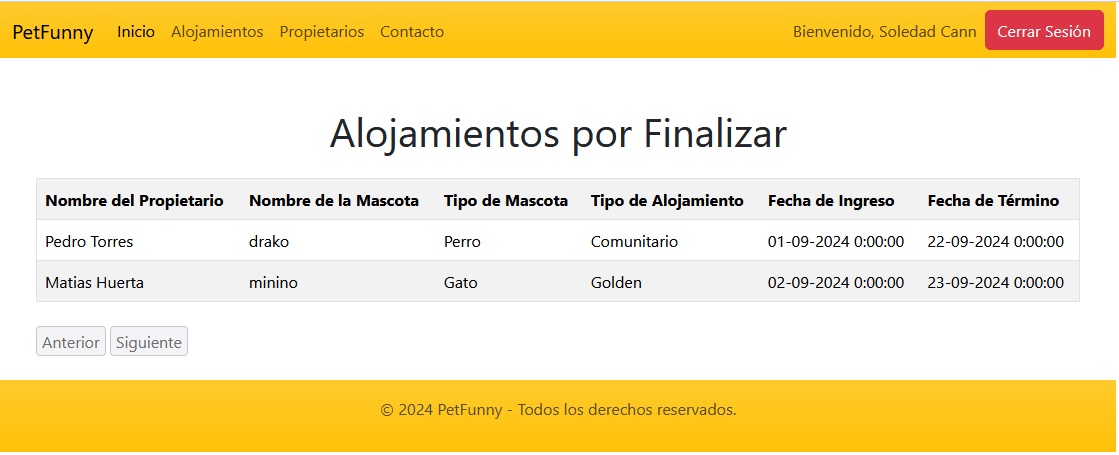 PetFunny Inicio Alojamientos Propietarios Contacto Bienvenido, Soledad Cann Cerrar Sesión
Alojamientos por Finalizar
Nombre del Propietario Nombre de la Mascota Tipo de Mascota Tipo de Alojamiento Fecha de Ingreso Fecha de Término
Pedro Torres drako Perro Comunitario 01-09-2024 0:00:00 22-09-2024 0:00:00
Matias Huerta minino Gato Golden 02-09-2024 0:00:00 23-09-2024 0:00:00
Anterior Siguiente
© 2024 PetFunny - Todos los derechos reservados.